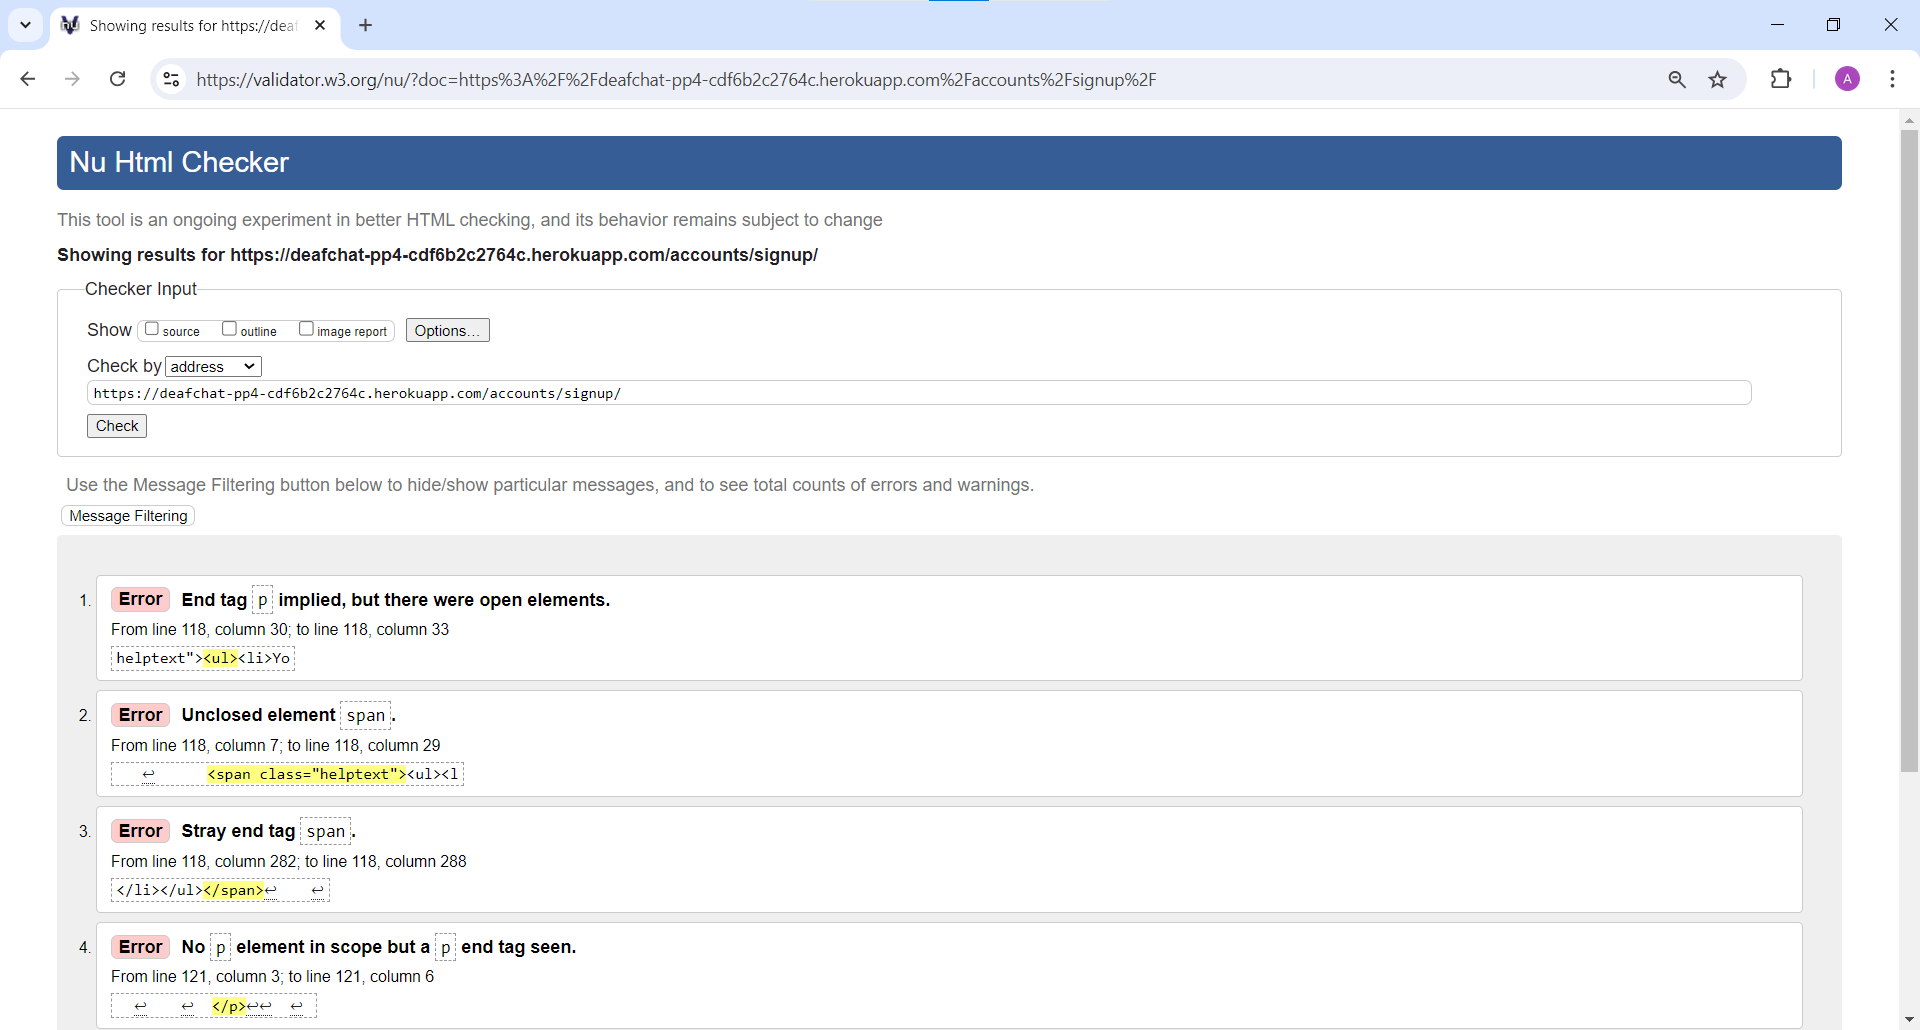 Showing results for https://deaf
https://validator.w3.org/nu/?doc=https%3A%2F%2Fdeafchat-pp4-cdf6b2c2764c.herokuapp.com%2Faccounts%2Fsignup%2F
A
Nu Html Checker
This tool is an ongoing experiment in better HTML checking, and its behavior remains subject to change
Showing results for https://deafchat-pp4-cdf6b2c2764c.herokuapp.com/accounts/signup/
Checker Input
Show source outline image report Options...
Check by address
https://deafchat-pp4-cdf6b2c2764c.herokuapp.com/accounts/signup/
Check
Use the Message Filtering button below to hide/show particular messages, and to see total counts of errors and warnings.
Message Filtering
1. Error End tag p implied, but there were open elements.
From line 118, column 30; to line 118, column 33
helptext"><ul><li>Yo
2. Error Unclosed element span.
From line 118, column 7; to line 118, column 29
↩ <span class="helptext"><ul><l
3. Error Stray end tag span.
From line 118, column 282; to line 118, column 288
</li></ul></span>↩ ↩
4. Error No p element in scope but a p end tag seen.
From line 121, column 3; to line 121, column 6
↩ ↩ </p>↩↩ ↩